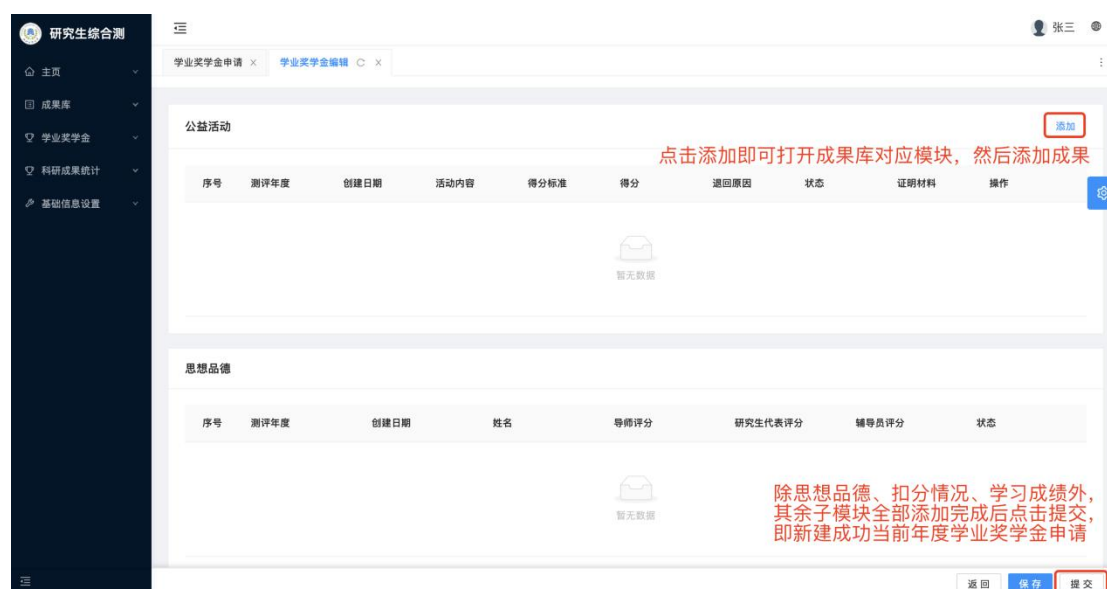 研究生综合测
张三
主页
成果库
学业奖学金
科研成果统计
基础信息设置
学业奖学金申请 × 学业奖学金编辑 ×
公益活动
添加
点击添加即可打开成果库对应模块，然后添加成果
序号 测评年度 创建日期 活动内容 得分标准 得分 退回原因 状态 证明材料 操作
暂无数据
思想品德
序号 测评年度 创建日期 姓名 导师评分 研究生代表评分 辅导员评分 状态
暂无数据
除思想品德、扣分情况、学习成绩外，
其余子模块全部添加完成后点击提交，
即新建成功当前年度学业奖学金申请
返回 保存 提交